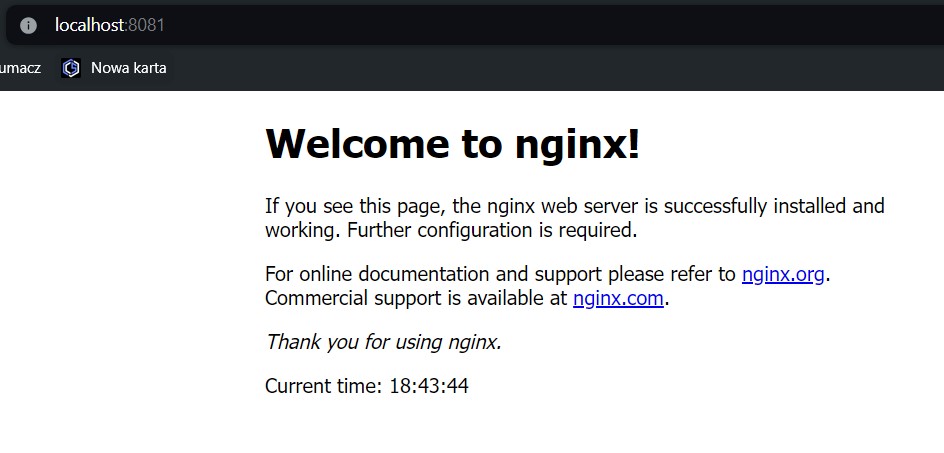 localhost:8081
umacz
Nowa karta
Welcome to nginx!
If you see this page, the nginx web server is successfully installed and
working. Further configuration is required.
For online documentation and support please refer to nginx.org.
Commercial support is available at nginx.com.
Thank you for using nginx.
Current time: 18:43:44